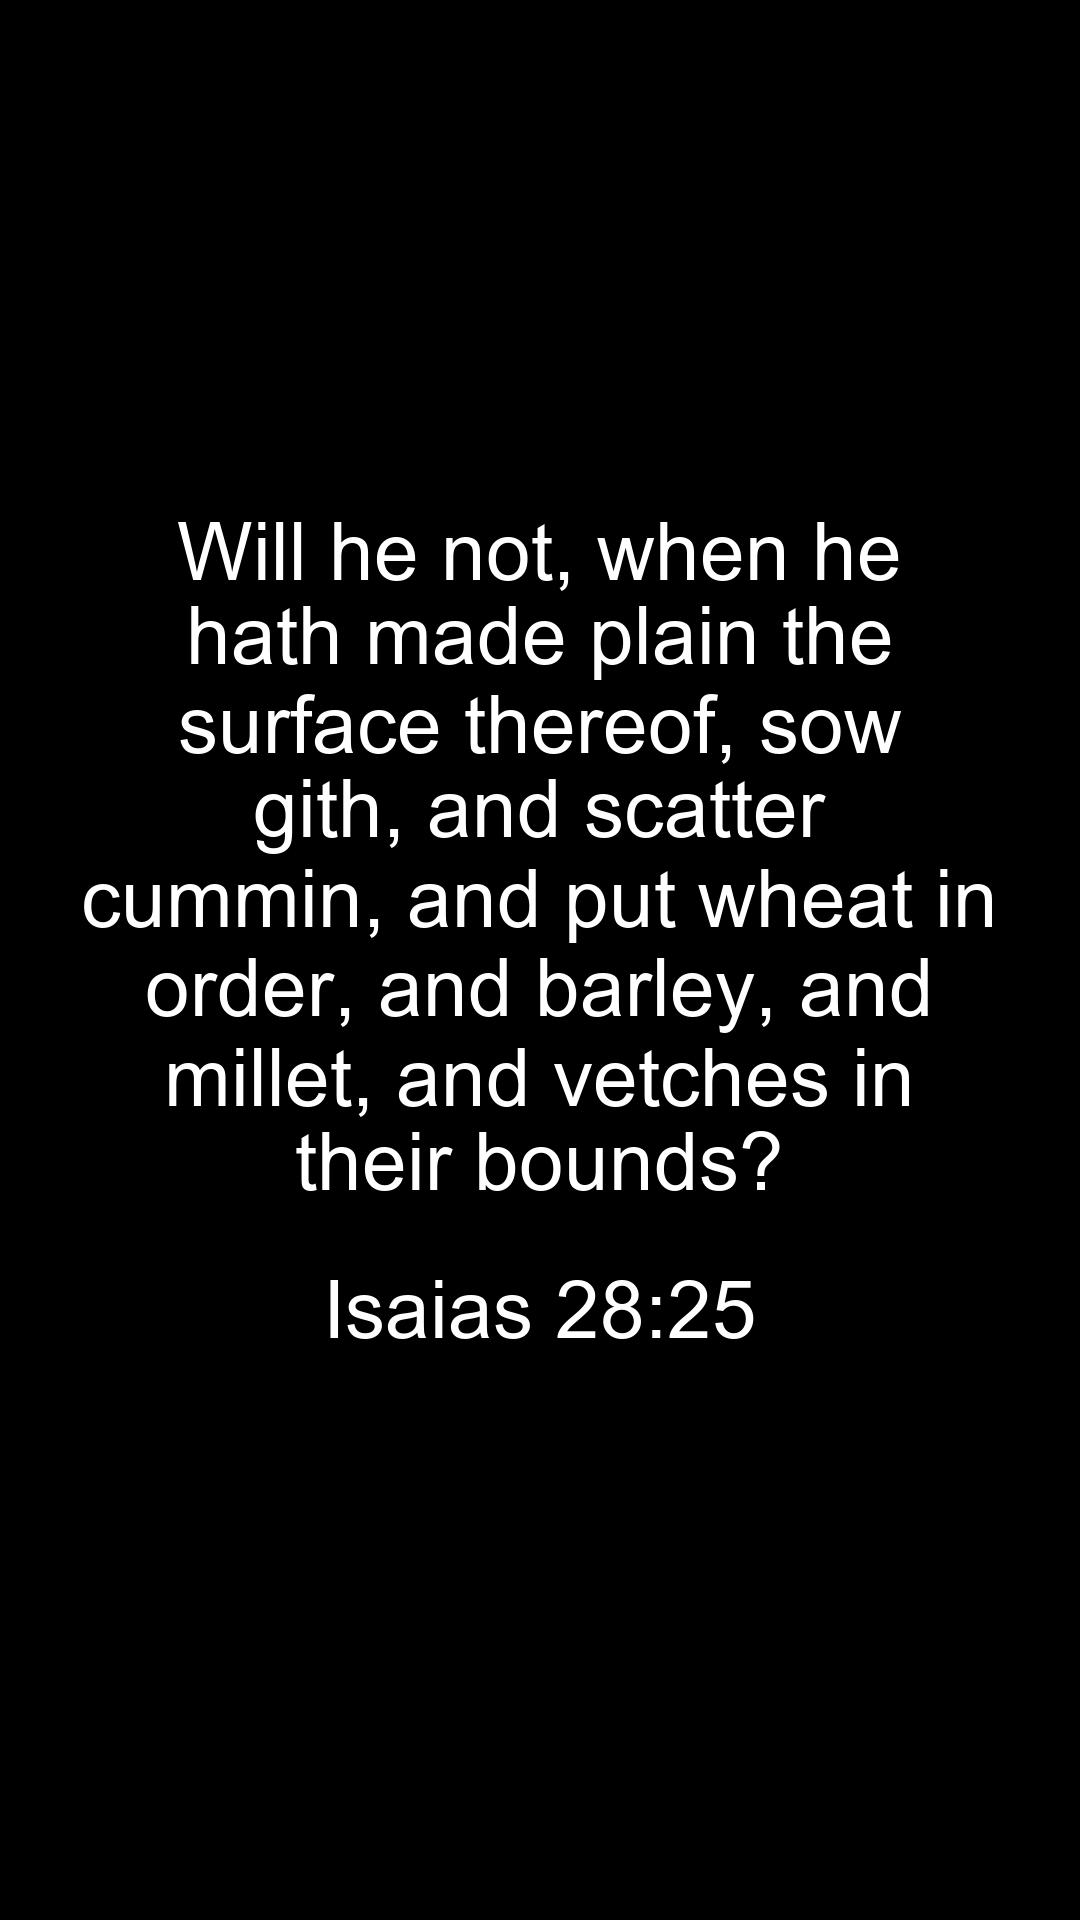 Will he not, when he
hath made plain the
surface thereof, sow
gith, and scatter
cummin, and put wheat in
order, and barley, and
millet, and vetches in
their bounds?
Isaias 28:25